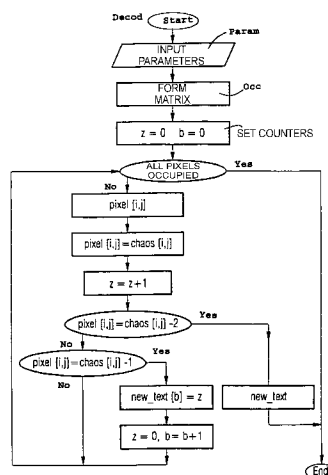 Decod
Start
Param
INPUT
PARAMETERS
FORM
MATRIX
Occ
z = 0 b = 0
SET COUNTERS
ALL PIXELS
OCCUPIED
Yes
No
pixel [i,j]
pixel [i,j] = chaos [i,j]
z = z+1
pixel [i,j] = chaos [i,j] -2
Yes
No
pixel [i,j] = chaos [i,j] -1
Yes
No
new_text {b} = z
new_text
z = 0, b = b+1
End